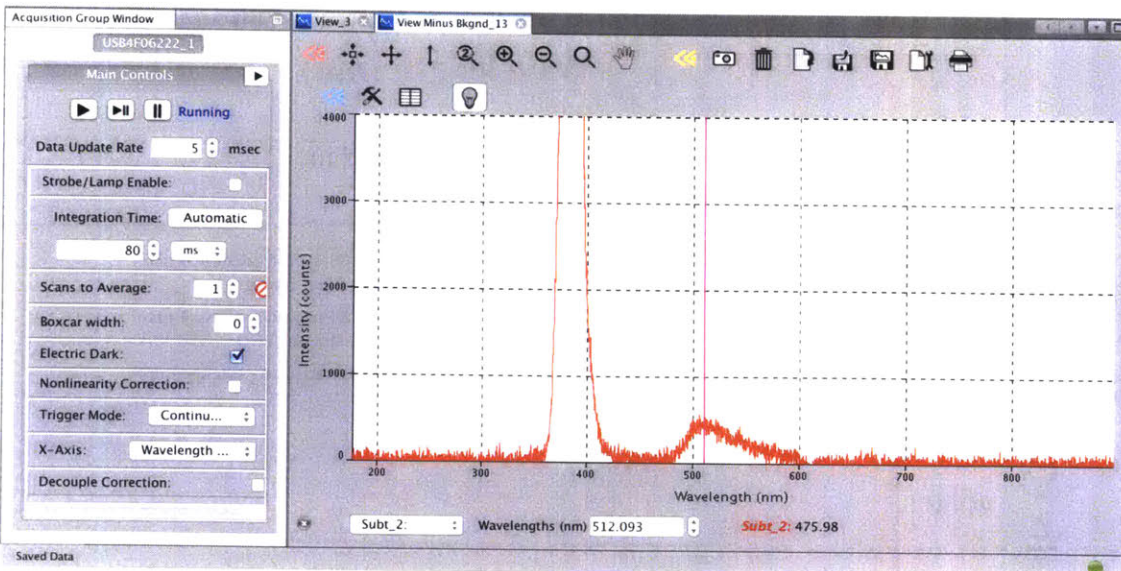 Acquisition Group Window
View_3
View Minus Bkgnd_13
USB4F06222_1
Main Controls
Running
Data Update Rate 5 msec
Strobe/Lamp Enable:
Integration Time: Automatic
80 ms
Scans to Average: 1
Boxcar width: 0
Electric Dark:
Nonlinearity Correction:
Trigger Mode: Continu...
X-Axis: Wavelength ...
Decouple Correction:
2
4000
3000
2000
1000
0
Intensity (counts)
200 300 400 500 600 700 800
Wavelength (nm)
Subt_2: Wavelengths (nm) 512.093 Subt_2: 475.98
Saved Data